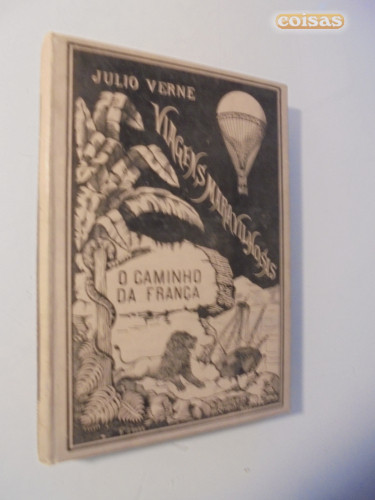 coisas
JULIO VERNE
VIAGENS MARAVILHOSAS
O CAMINHO
DA FRANÇA